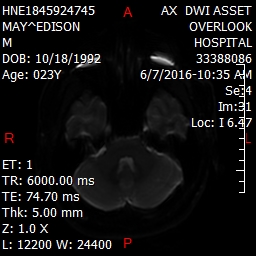 HNE1845924745
MAY^EDISON
M
DOB: 10/18/1992
Age: 023Y
A
AX DWI ASSET
OVERLOOK
HOSPITAL
33388086
6/7/2016-10:35 AM
Se:4
Im:31
Loc: I 6.47
R
L
ET: 1
TR: 6000.00 ms
TE: 74.70 ms
Thk: 5.00 mm
Z: 1.0 X
L: 12200 W: 24400
P